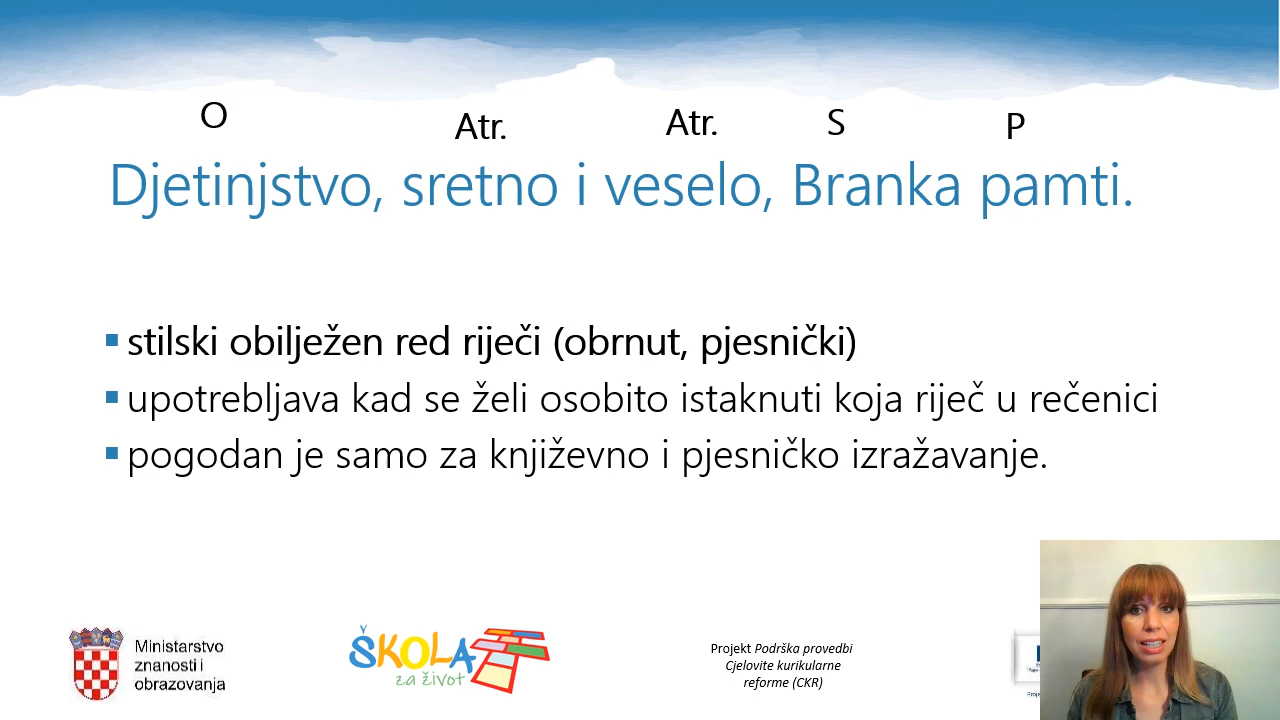 O Atr. Atr. S P
Djetinjstvo, sretno i veselo, Branka pamti.
stilski obilježen red riječi (obrnut, pjesnički)
upotrebljava kad se želi osobito istaknuti koja riječ u rečenici
pogodan je samo za književno i pjesničko izražavanje.
Ministarstvo
znanosti i
obrazovanja
ŠKOLA
za život
Projekt Podrška provedbi
Cjelovite kurikularne
reforme (CKR)